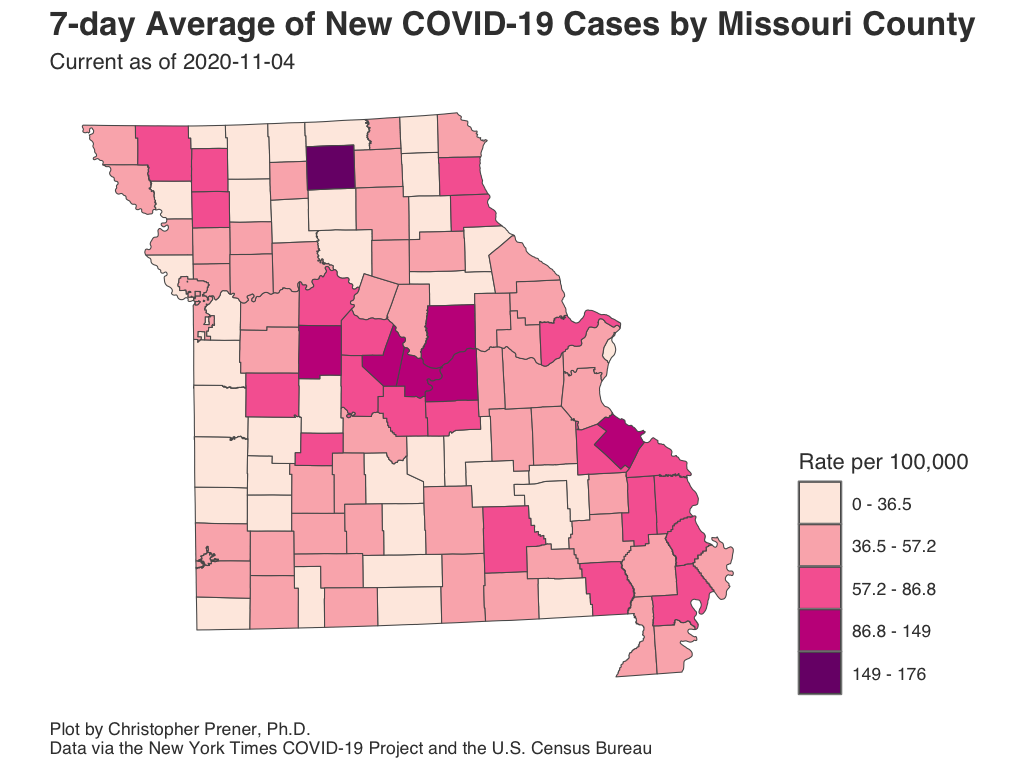 7-day Average of New COVID-19 Cases by Missouri County
Current as of 2020-11-04
Rate per 100,000
0 - 36.5
36.5 - 57.2
57.2 - 86.8
86.8 - 149
149 - 176
Plot by Christopher Prener, Ph.D.
Data via the New York Times COVID-19 Project and the U.S. Census Bureau